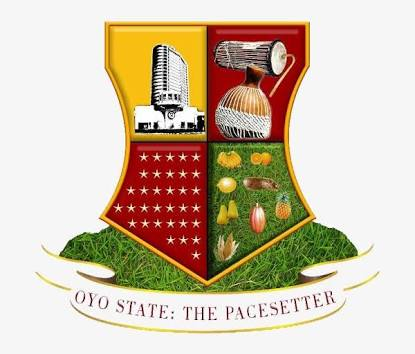 OYO STATE: THE PACESETTER